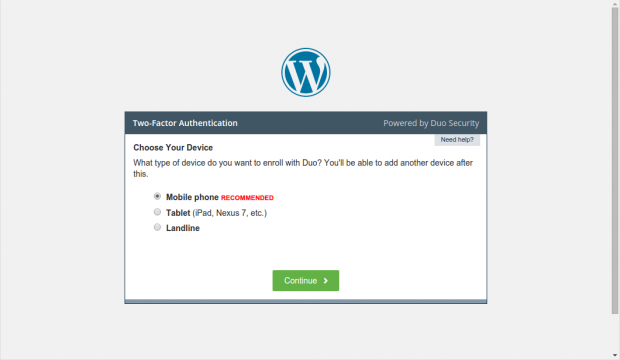 Two-Factor Authentication
Powered by Duo Security
Need help?
Choose Your Device
What type of device do you want to enroll with Duo? You'll be able to add another device after
this.
Mobile phone RECOMMENDED
Tablet (iPad, Nexus 7, etc.)
Landline
Continue